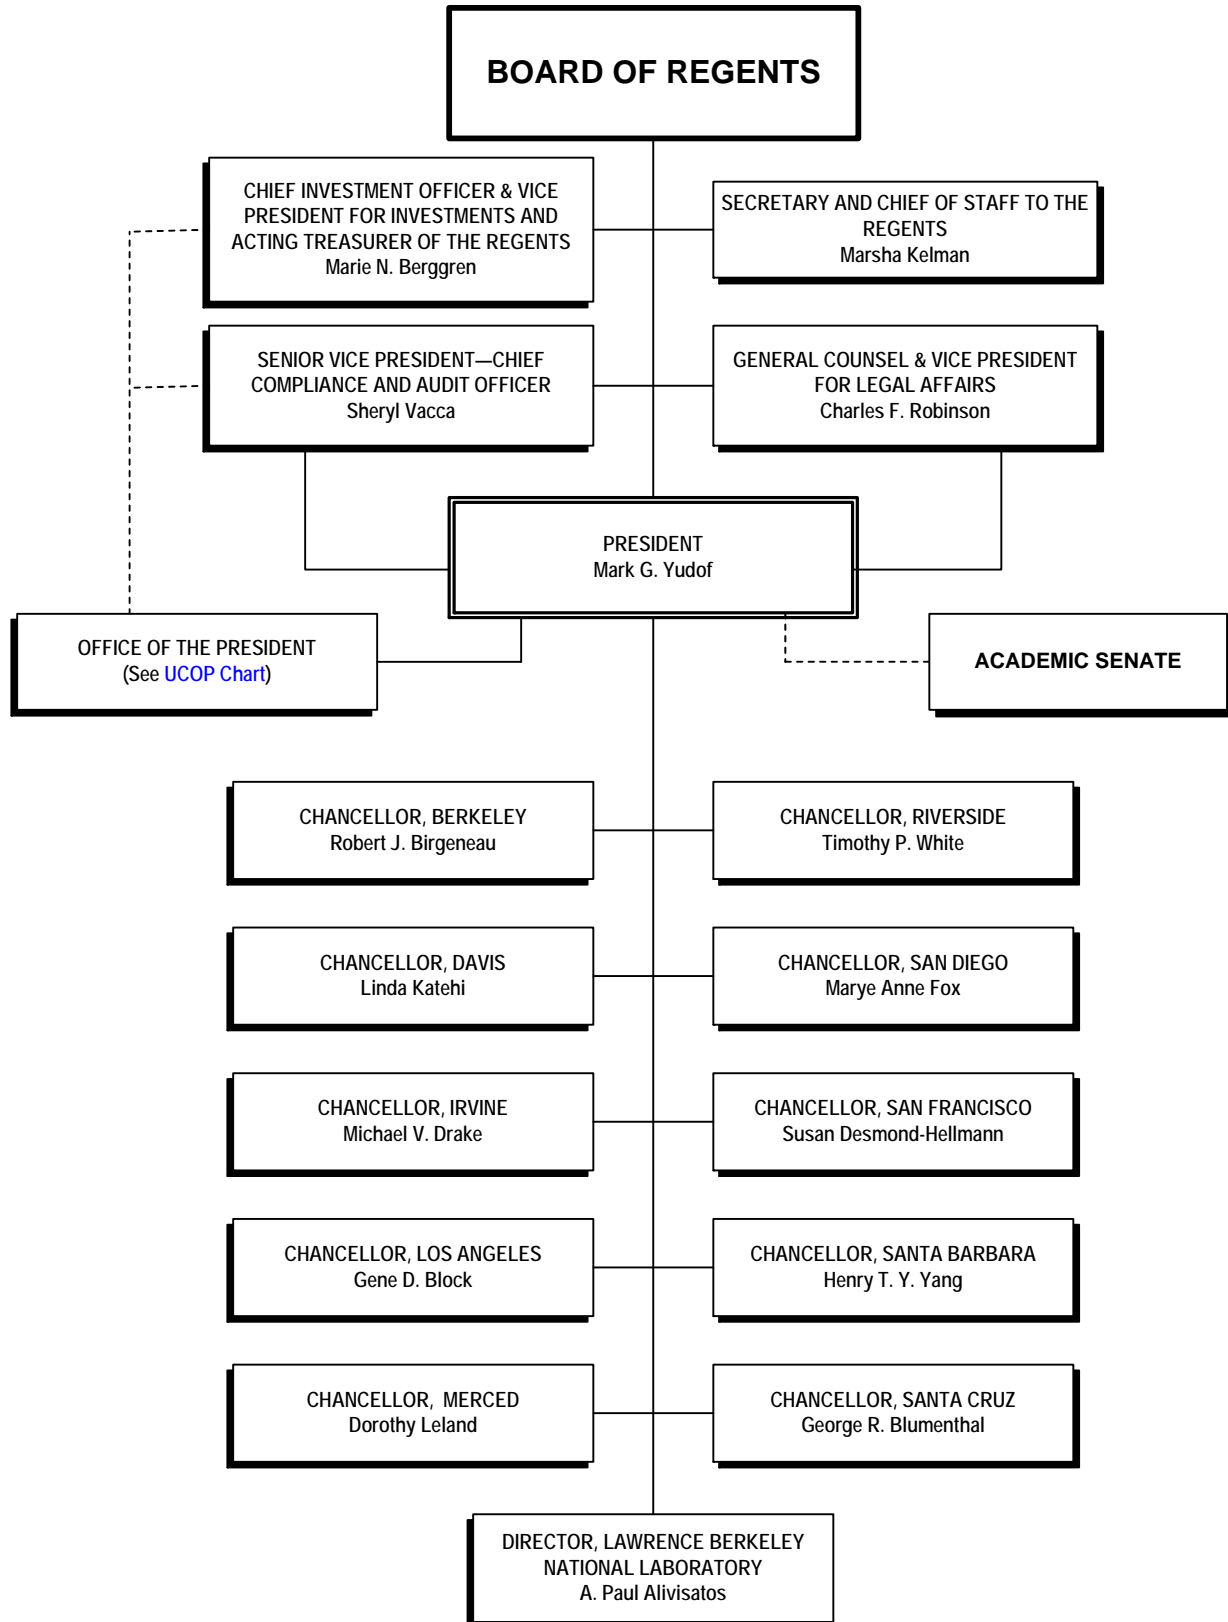 BOARD OF REGENTS
CHIEF INVESTMENT OFFICER & VICE
PRESIDENT FOR INVESTMENTS AND
ACTING TREASURER OF THE REGENTS
Marie N. Berggren
SECRETARY AND CHIEF OF STAFF TO THE
REGENTS
Marsha Kelman
SENIOR VICE PRESIDENT—CHIEF
COMPLIANCE AND AUDIT OFFICER
Sheryl Vacca
GENERAL COUNSEL & VICE PRESIDENT
FOR LEGAL AFFAIRS
Charles F. Robinson
PRESIDENT
Mark G. Yudof
OFFICE OF THE PRESIDENT
(See UCOP Chart)
ACADEMIC SENATE
CHANCELLOR, BERKELEY
Robert J. Birgeneau
CHANCELLOR, RIVERSIDE
Timothy P. White
CHANCELLOR, DAVIS
Linda Katehi
CHANCELLOR, SAN DIEGO
Marye Anne Fox
CHANCELLOR, IRVINE
Michael V. Drake
CHANCELLOR, SAN FRANCISCO
Susan Desmond-Hellmann
CHANCELLOR, LOS ANGELES
Gene D. Block
CHANCELLOR, SANTA BARBARA
Henry T. Y. Yang
CHANCELLOR, MERCED
Dorothy Leland
CHANCELLOR, SANTA CRUZ
George R. Blumenthal
DIRECTOR, LAWRENCE BERKELEY
NATIONAL LABORATORY
A. Paul Alivisatos